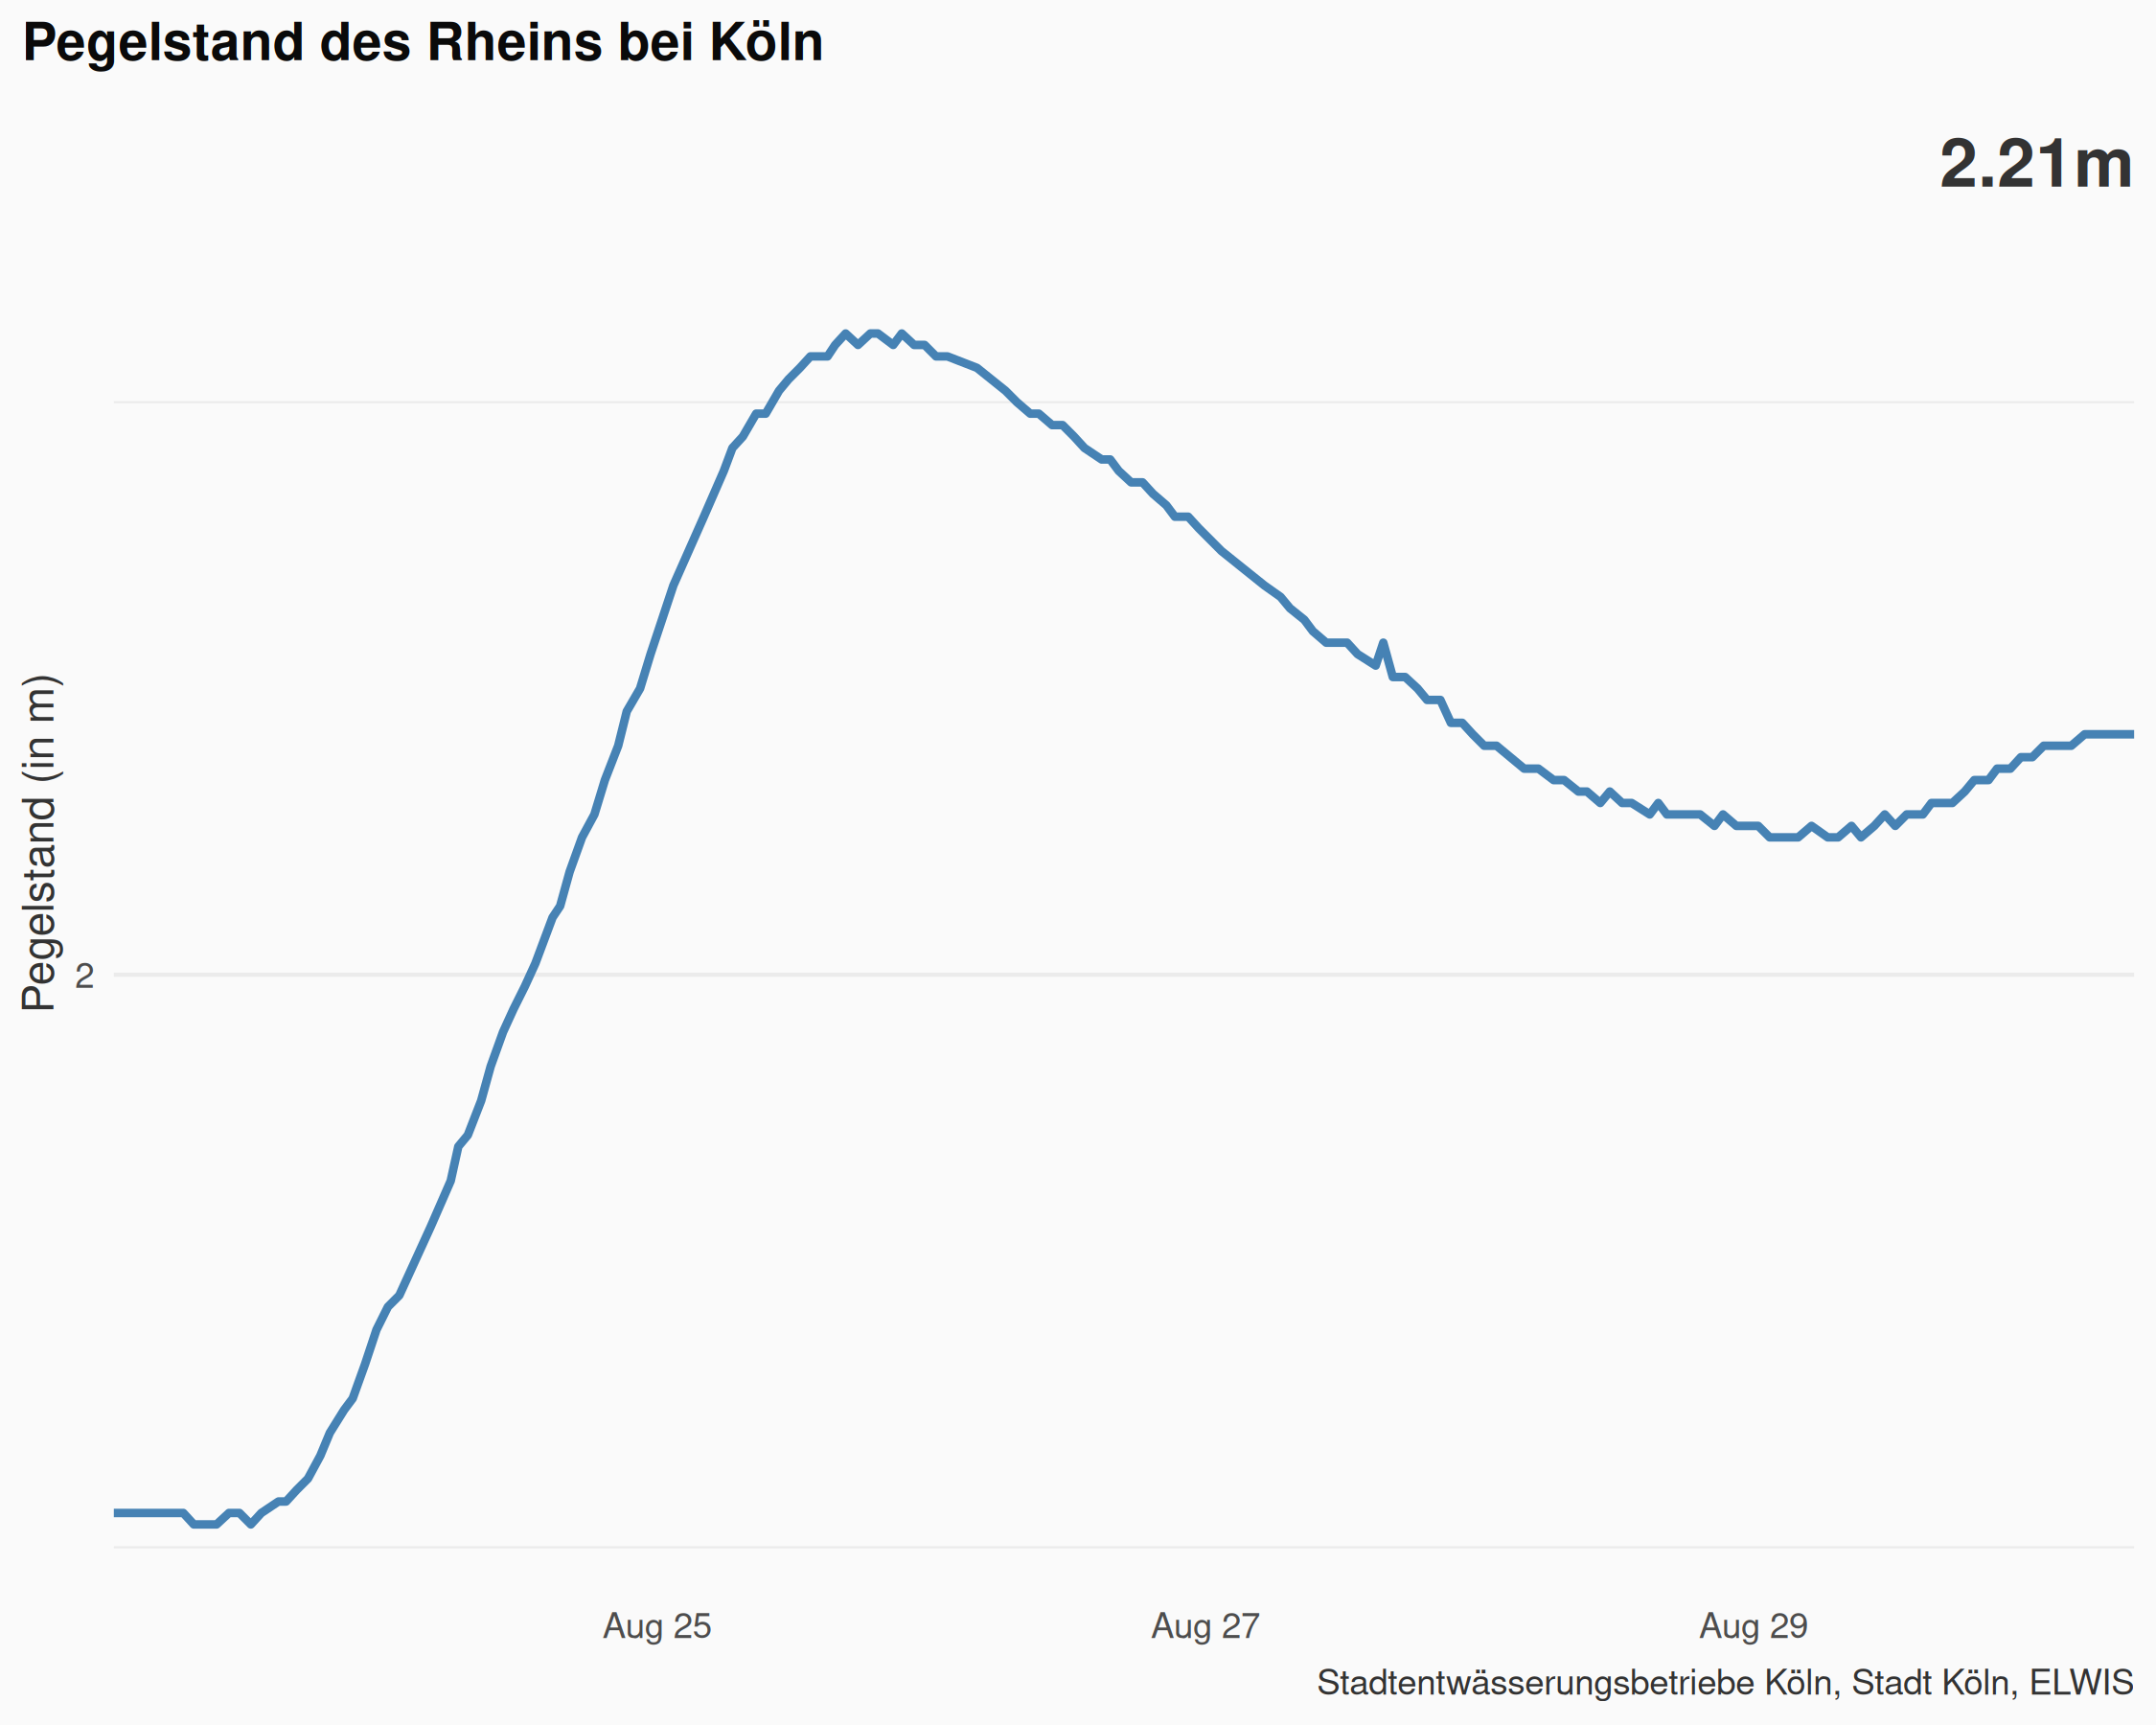 Pegelstand des Rheins bei Köln
2.21m
Pegelstand (in m)
2
Aug 25
Aug 27
Aug 29
Stadtentwässerungsbetriebe Köln, Stadt Köln, ELWIS